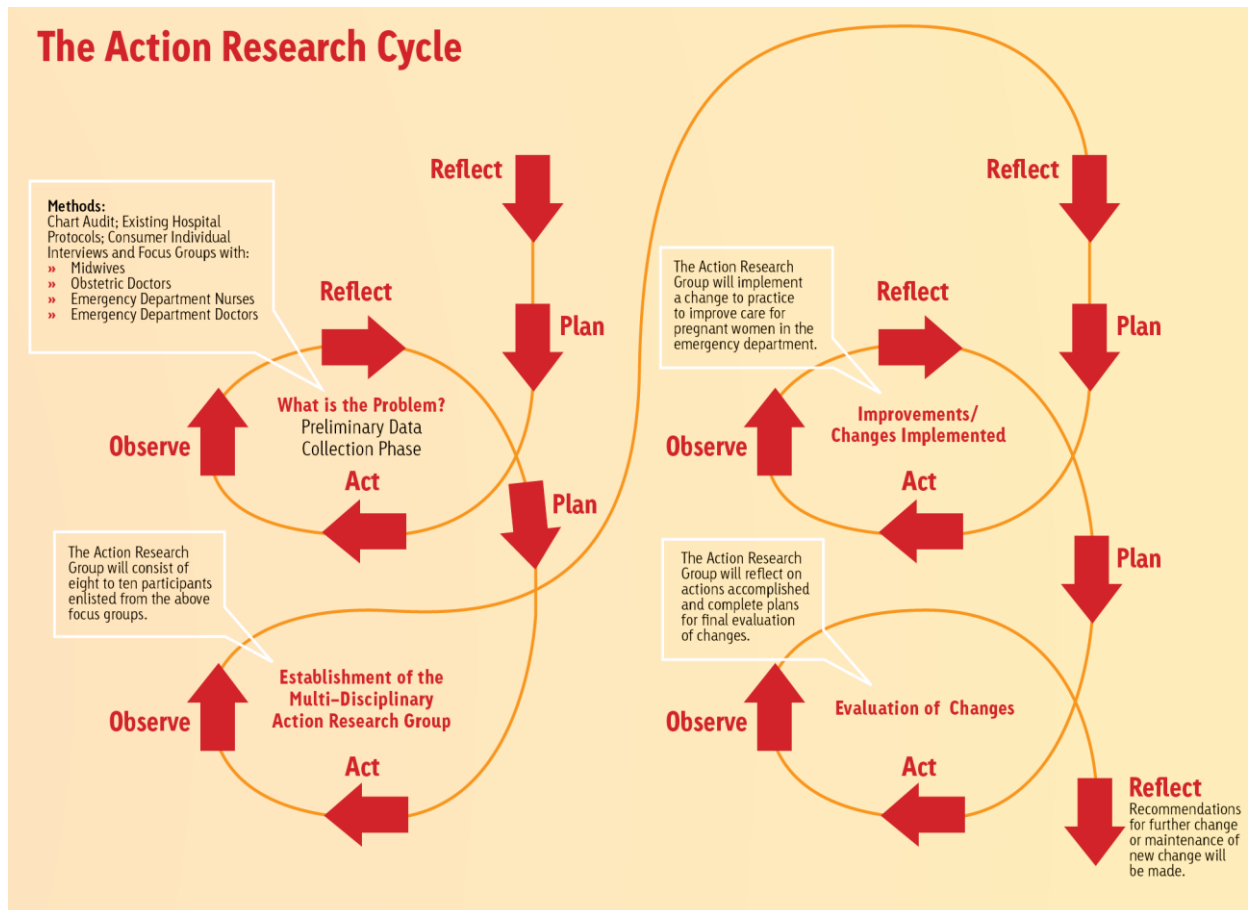 The Action Research Cycle
Reflect
Methods:
Chart Audit; Existing Hospital
Protocols; Consumer Individual
Interviews and Focus Groups with:
» Midwives
» Obstetric Doctors
» Emergency Department Nurses
» Emergency Department Doctors
Reflect
Plan
What is the Problem?
Preliminary Data
Collection Phase
Observe
Act
Plan
The Action Research
Group will consist of
eight to ten participants
enlisted from the above
focus groups.
Establishment of the
Multi–Disciplinary
Action Research Group
Observe
Act
Reflect
The Action Research
Group will implement
a change to practice
to improve care for
pregnant women in the
emergency department.
Reflect
Plan
Improvements/
Changes Implemented
Observe
Act
Plan
The Action Research
Group will reflect on
actions accomplished
and complete plans
for final evaluation
of changes.
Evaluation of Changes
Observe
Act
Reflect
Recommendations
for further change
or maintenance of
new change will
be made.